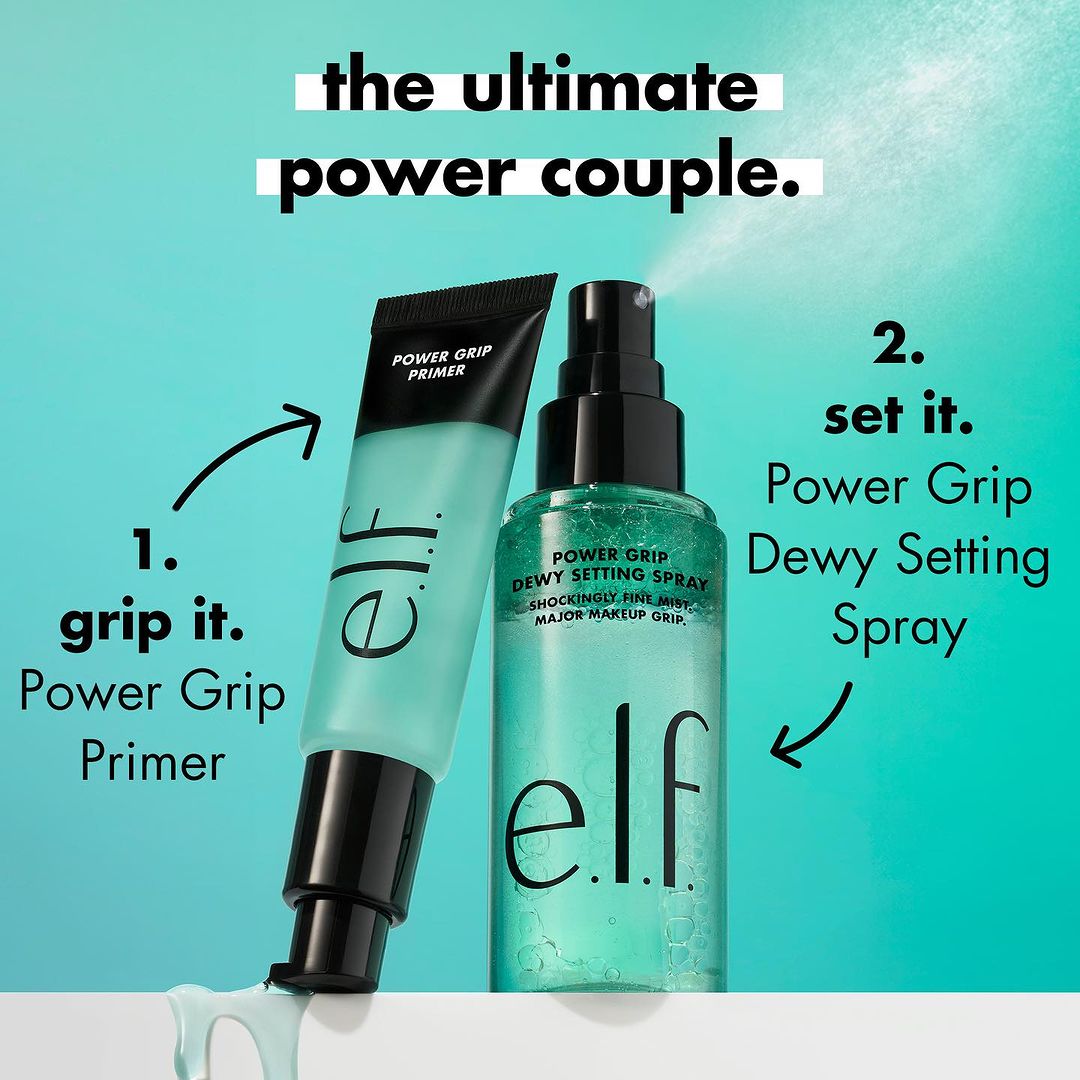 the ultimate
power couple.
POWER GRIP
PRIMER
e.l.f.
1.
grip it.
Power Grip
Primer
2.
set it.
Power Grip
Dewy Setting
Spray
POWER GRIP
DEWY SETTING SPRAY
SHOCKINGLY FINE MIST.
MAJOR MAKEUP GRIP.
e.l.f.